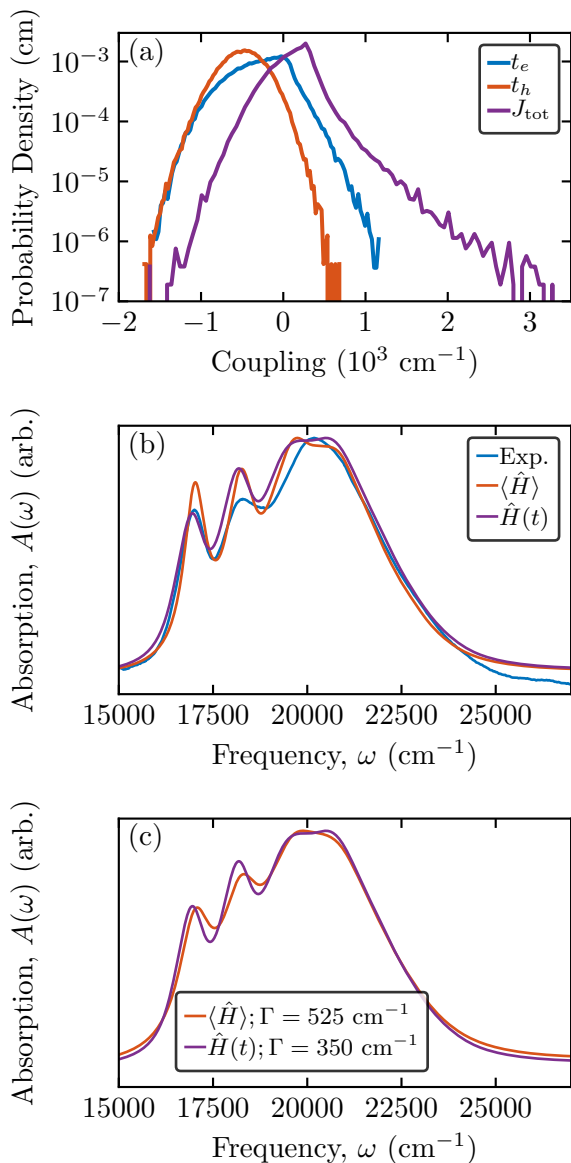 (a)
t_e
t_h
J_tot
Probability Density (cm)
10⁻³
10⁻⁴
10⁻⁵
10⁻⁶
10⁻⁷
−2 −1 0 1 2 3
Coupling (10³ cm⁻¹)
(b)
Exp.
⟨Ĥ⟩
Ĥ(t)
Absorption, A(ω) (arb.)
15000 17500 20000 22500 25000
Frequency, ω (cm⁻¹)
(c)
Absorption, A(ω) (arb.)
⟨Ĥ⟩; Γ = 525 cm⁻¹
Ĥ(t); Γ = 350 cm⁻¹
15000 17500 20000 22500 25000
Frequency, ω (cm⁻¹)